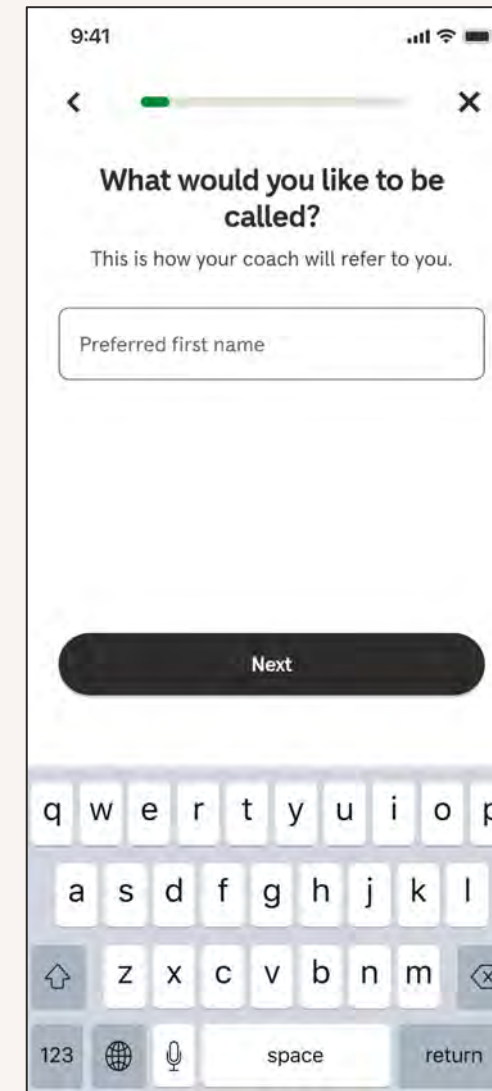 9:41
What would you like to be
called?
This is how your coach will refer to you.
Preferred first name
Next
q w e r t y u i o p
a s d f g h j k l
z x c v b n m
123 space return